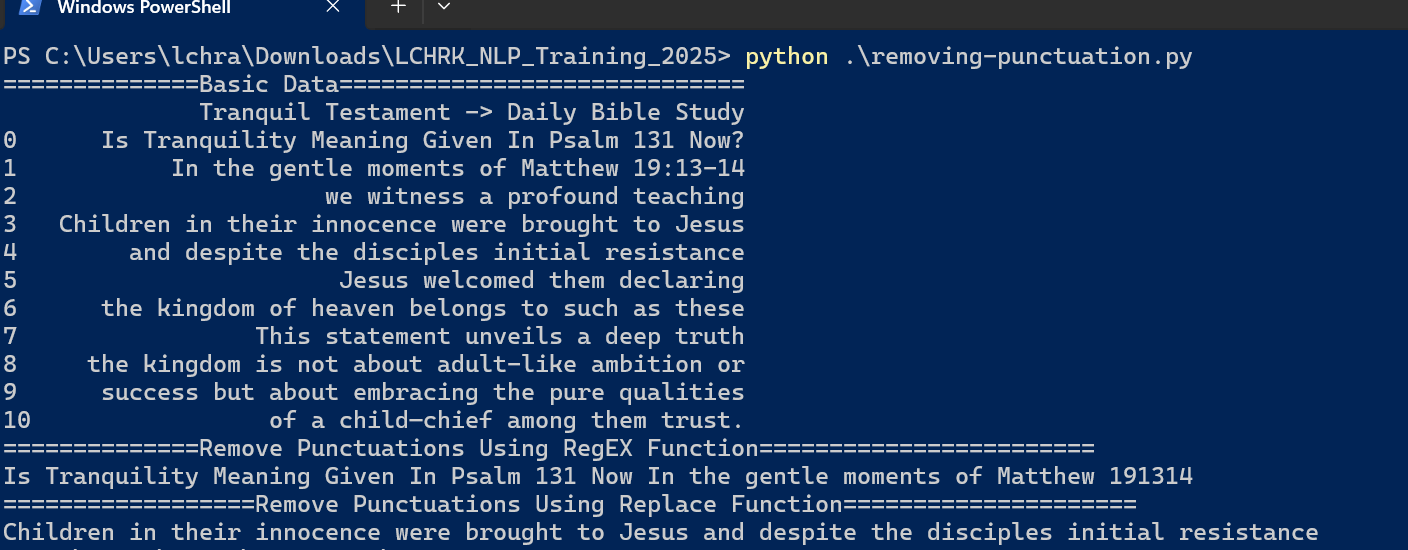 Windows PowerShell
PS C:\Users\lchra\Downloads\LCHRK_NLP_Training_2025> python .\removing-punctuation.py
==============Basic Data=============================
Tranquil Testament -> Daily Bible Study
0 Is Tranquility Meaning Given In Psalm 131 Now?
1 In the gentle moments of Matthew 19:13-14
2 we witness a profound teaching
3 Children in their innocence were brought to Jesus
4 and despite the disciples initial resistance
5 Jesus welcomed them declaring
6 the kingdom of heaven belongs to such as these
7 This statement unveils a deep truth
8 the kingdom is not about adult-like ambition or
9 success but about embracing the pure qualities
10 of a child-chief among them trust.
==============Remove Punctuations Using RegEX Function========================
Is Tranquility Meaning Given In Psalm 131 Now In the gentle moments of Matthew 191314
==================Remove Punctuations Using Replace Function=====================
Children in their innocence were brought to Jesus and despite the disciples initial resistance